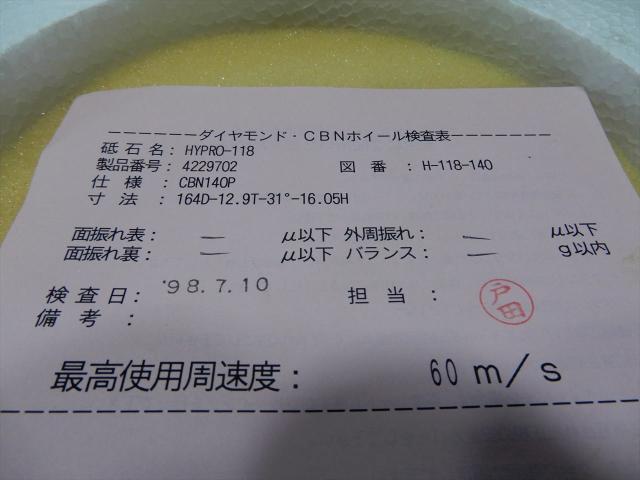 ------ダイヤモンド・CBNホイール検査表-------
砥石名: HYPRO-118
製品番号: 4229702 図番 : H-118-140
仕様 : CBN140P
寸法 : 164D-12.9T-31°-16.05H
面振れ表: — μ以下 外周振れ: — μ以下
面振れ裏: — μ以下 バランス: — g以内
検査日: '98.7.10 担当 : 戸田
備考 :
最高使用周速度: 60 m/s